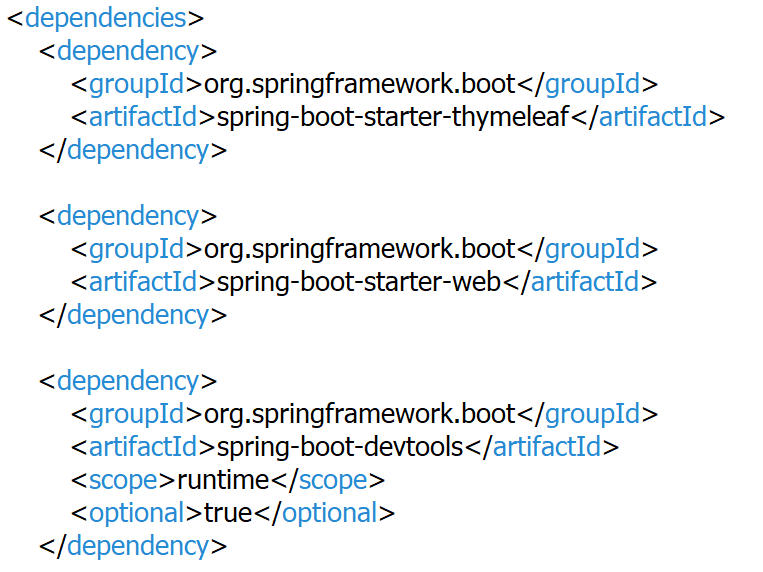 <dependencies>
<dependency>
<groupId>org.springframework.boot</groupId>
<artifactId>spring-boot-starter-thymeleaf</artifactId>
</dependency>
<dependency>
<groupId>org.springframework.boot</groupId>
<artifactId>spring-boot-starter-web</artifactId>
</dependency>
<dependency>
<groupId>org.springframework.boot</groupId>
<artifactId>spring-boot-devtools</artifactId>
<scope>runtime</scope>
<optional>true</optional>
</dependency>